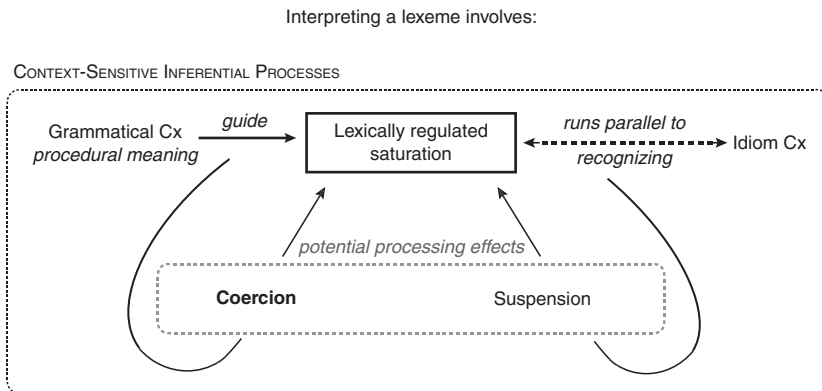 Interpreting a lexeme involves:
CONTEXT-SENSITIVE INFERENTIAL PROCESSES
Grammatical Cx
procedural meaning
guide
Lexically regulated
saturation
runs parallel to
recognizing
Idiom Cx
potential processing effects
Coercion
Suspension